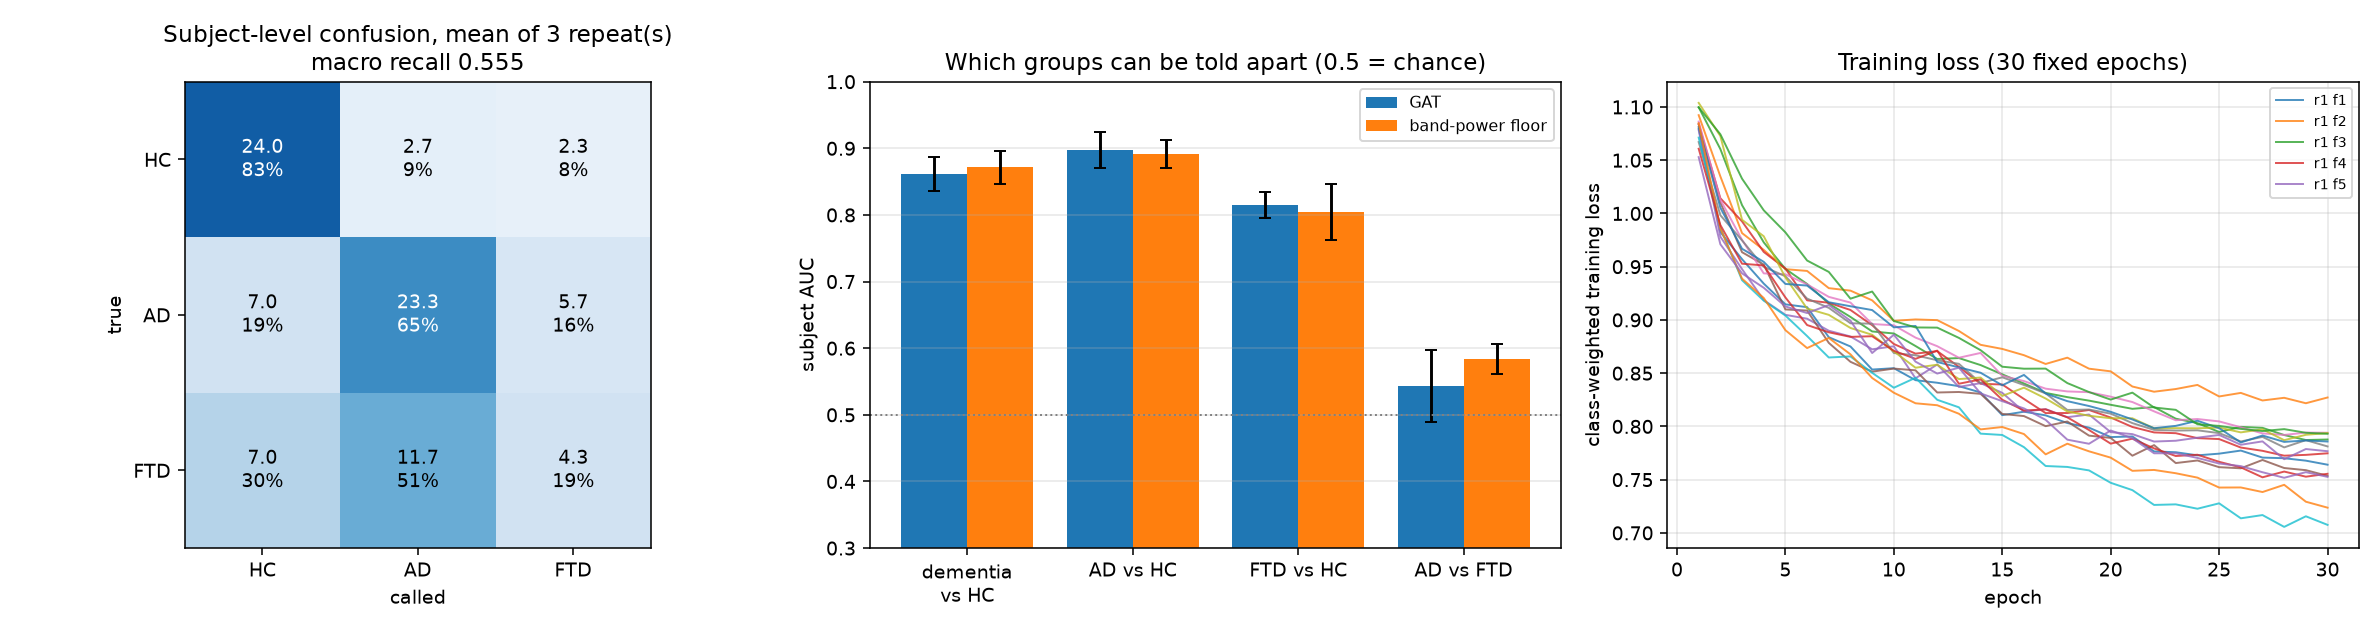 Subject-level confusion, mean of 3 repeat(s)
macro recall 0.555
true
HC
24.0
83%
2.7
9%
2.3
8%
AD
7.0
19%
23.3
65%
5.7
16%
FTD
7.0
30%
11.7
51%
4.3
19%
HC
AD
FTD
called
Which groups can be told apart (0.5 = chance)
subject AUC
1.0
0.9
0.8
0.7
0.6
0.5
0.4
0.3
GAT
band-power floor
dementia
vs HC
AD vs HC
FTD vs HC
AD vs FTD
Training loss (30 fixed epochs)
class-weighted training loss
1.10
1.05
1.00
0.95
0.90
0.85
0.80
0.75
0.70
r1 f1
r1 f2
r1 f3
r1 f4
r1 f5
0
5
10
15
20
25
30
epoch